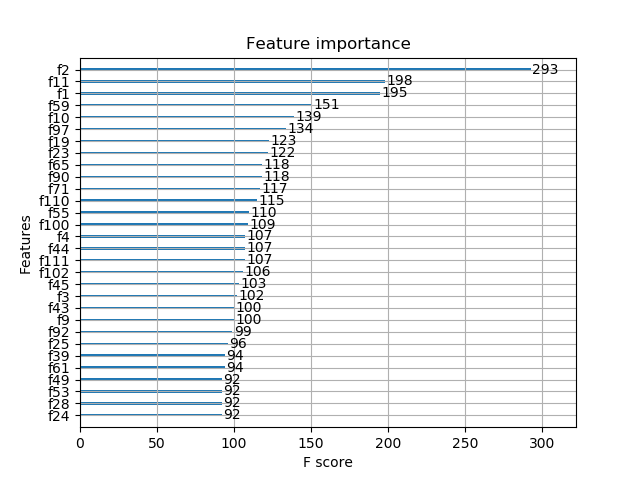 Feature importance
f2 293
f11 198
f1 195
f59 151
f10 139
f97 134
f19 123
f23 122
f65 118
f90 118
f71 117
f110 115
f55 110
f100 109
f4 107
f44 107
f111 107
f102 106
f45 103
f3 102
f43 100
f9 100
f92 99
f25 96
f39 94
f61 94
f49 92
f53 92
f28 92
f24 92
Features
0 50 100 150 200 250 300
F score